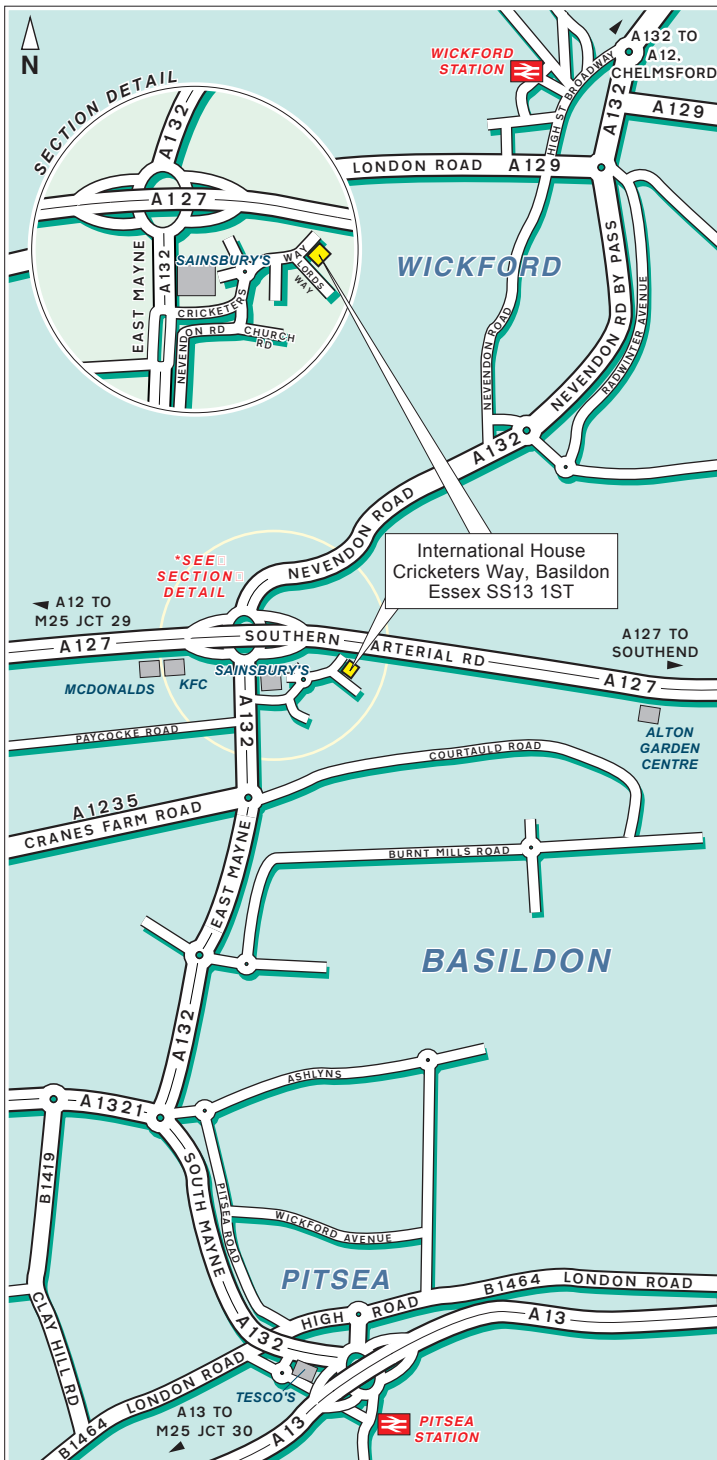 N
SECTION DETAIL
A132
A127
A132
EAST MAYNE
SAINSBURY'S
WAY
LORDS
WAY
CRICKETERS
NEVENDON RD
CHURCH
RD
WICKFORD
STATION
A132 TO
A12,
CHELMSFORD
HIGH ST BROADWAY
A132
A129
LONDON ROAD A129
WICKFORD
NEVENDON ROAD
NEVENDON RD BY PASS
RADWINTER AVENUE
A132
NEVENDON ROAD
*SEE
SECTION
DETAIL
International House
Cricketers Way, Basildon
Essex SS13 1ST
A12 TO
M25 JCT 29
A127
SOUTHERN ARTERIAL RD
A127 TO
SOUTHEND
A127
MCDONALDS
KFC
SAINSBURY'S
ALTON
GARDEN
CENTRE
PAYCOCKE ROAD
A132
COURTAULD ROAD
A1235
CRANES FARM ROAD
BURNT MILLS ROAD
EAST MAYNE
BASILDON
A132
ASHLYNS
A1321
B1419
SOUTH MAYNE
PITSEA ROAD
WICKFORD AVENUE
PITSEA
CLAY HILL RD
A132
HIGH ROAD
B1464 LONDON ROAD
A13
LONDON ROAD
B1464
TESCO'S
A13 TO
M25 JCT 30
A13
PITSEA
STATION